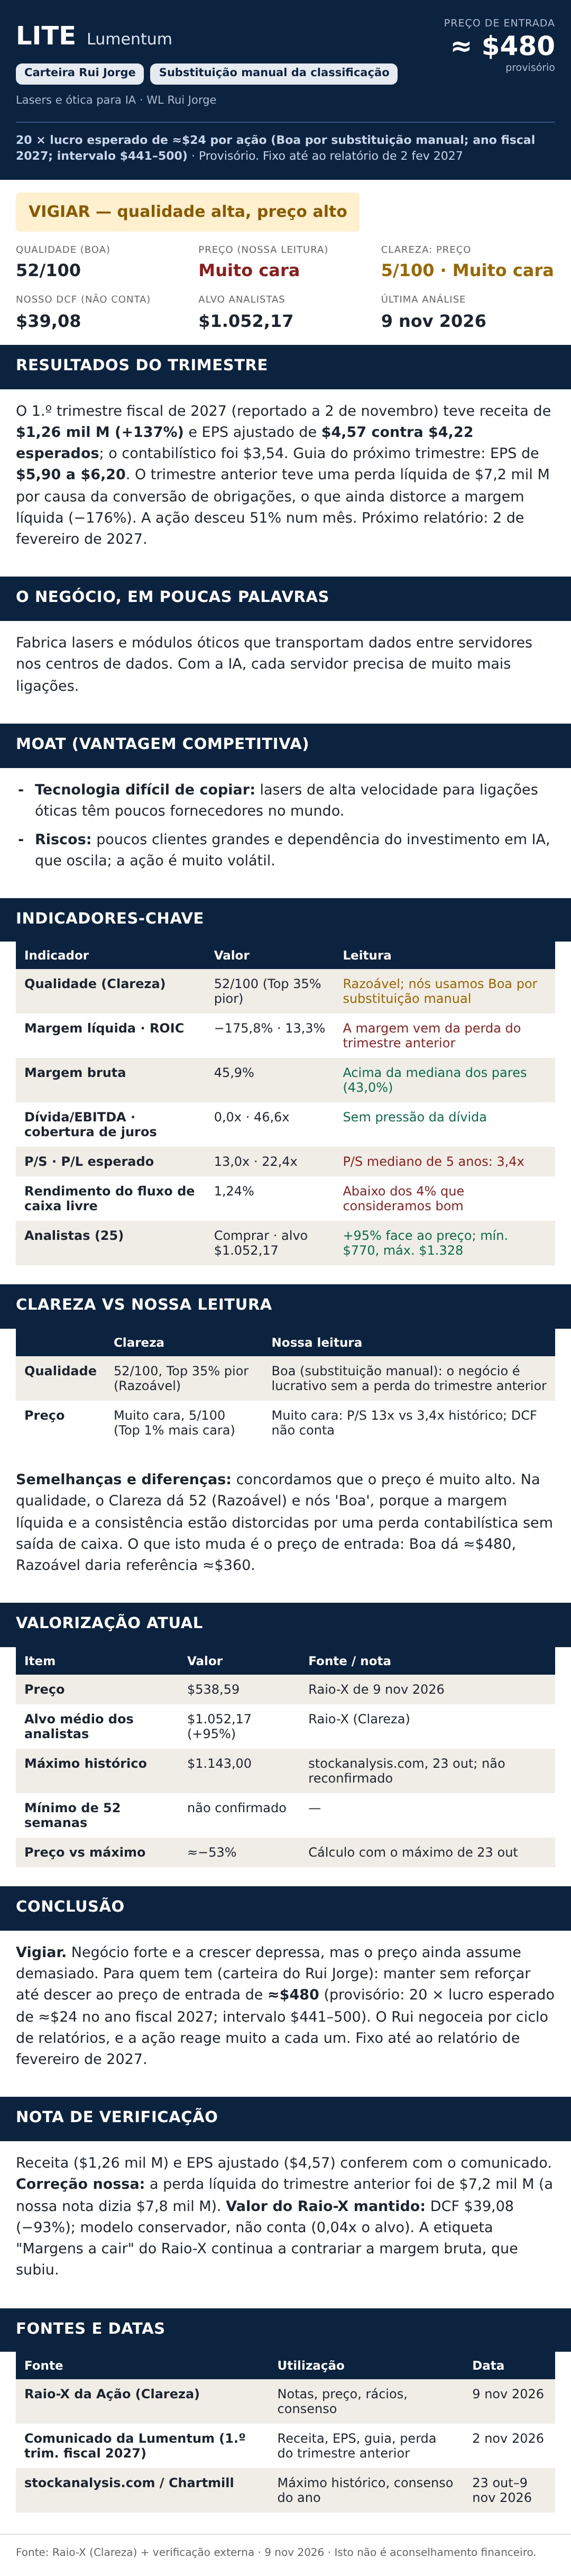 LITE Lumentum
PREÇO DE ENTRADA
≈ $480
provisório
Carteira Rui Jorge
Substituição manual da classificação
Lasers e ótica para IA · WL Rui Jorge
20 × lucro esperado de ≈$24 por ação (Boa por substituição manual; ano fiscal
2027; intervalo $441–500) · Provisório. Fixo até ao relatório de 2 fev 2027
VIGIAR — qualidade alta, preço alto
QUALIDADE (BOA)
52/100
PREÇO (NOSSA LEITURA)
Muito cara
CLAREZA: PREÇO
5/100 · Muito cara
NOSSO DCF (NÃO CONTA)
$39,08
ALVO ANALISTAS
$1.052,17
ÚLTIMA ANÁLISE
9 nov 2026
RESULTADOS DO TRIMESTRE
O 1.º trimestre fiscal de 2027 (reportado a 2 de novembro) teve receita de
$1,26 mil M (+137%) e EPS ajustado de $4,57 contra $4,22
esperados; o contabilístico foi $3,54. Guia do próximo trimestre: EPS de
$5,90 a $6,20. O trimestre anterior teve uma perda líquida de $7,2 mil M
por causa da conversão de obrigações, o que ainda distorce a margem
líquida (−176%). A ação desceu 51% num mês. Próximo relatório: 2 de
fevereiro de 2027.
O NEGÓCIO, EM POUCAS PALAVRAS
Fabrica lasers e módulos óticos que transportam dados entre servidores
nos centros de dados. Com a IA, cada servidor precisa de muito mais
ligações.
MOAT (VANTAGEM COMPETITIVA)
- Tecnologia difícil de copiar: lasers de alta velocidade para ligações
óticas têm poucos fornecedores no mundo.
- Riscos: poucos clientes grandes e dependência do investimento em IA,
que oscila; a ação é muito volátil.
INDICADORES-CHAVE
Indicador Valor Leitura
Qualidade (Clareza) 52/100 (Top 35% Razoável; nós usamos Boa por
pior) substituição manual
Margem líquida · ROIC −175,8% · 13,3% A margem vem da perda do
trimestre anterior
Margem bruta 45,9% Acima da mediana dos pares
(43,0%)
Dívida/EBITDA · 0,0x · 46,6x Sem pressão da dívida
cobertura de juros
P/S · P/L esperado 13,0x · 22,4x P/S mediano de 5 anos: 3,4x
Rendimento do fluxo de 1,24% Abaixo dos 4% que
caixa livre consideramos bom
Analistas (25) Comprar · alvo +95% face ao preço; mín.
$1.052,17 $770, máx. $1.328
CLAREZA VS NOSSA LEITURA
Clareza Nossa leitura
Qualidade 52/100, Top 35% pior Boa (substituição manual): o negócio é
(Razoável) lucrativo sem a perda do trimestre anterior
Preço Muito cara, 5/100 Muito cara: P/S 13x vs 3,4x histórico; DCF
(Top 1% mais cara) não conta
Semelhanças e diferenças: concordamos que o preço é muito alto. Na
qualidade, o Clareza dá 52 (Razoável) e nós 'Boa', porque a margem
líquida e a consistência estão distorcidas por uma perda contabilística sem
saída de caixa. O que isto muda é o preço de entrada: Boa dá ≈$480,
Razoável daria referência ≈$360.
VALORIZAÇÃO ATUAL
Item Valor Fonte / nota
Preço $538,59 Raio-X de 9 nov 2026
Alvo médio dos $1.052,17 Raio-X (Clareza)
analistas (+95%)
Máximo histórico $1.143,00 stockanalysis.com, 23 out; não
reconfirmado
Mínimo de 52 não confirmado —
semanas
Preço vs máximo ≈−53% Cálculo com o máximo de 23 out
CONCLUSÃO
Vigiar. Negócio forte e a crescer depressa, mas o preço ainda assume
demasiado. Para quem tem (carteira do Rui Jorge): manter sem reforçar
até descer ao preço de entrada de ≈$480 (provisório: 20 × lucro esperado
de ≈$24 no ano fiscal 2027; intervalo $441–500). O Rui negoceia por ciclo
de relatórios, e a ação reage muito a cada um. Fixo até ao relatório de
fevereiro de 2027.
NOTA DE VERIFICAÇÃO
Receita ($1,26 mil M) e EPS ajustado ($4,57) conferem com o comunicado.
Correção nossa: a perda líquida do trimestre anterior foi de $7,2 mil M (a
nossa nota dizia $7,8 mil M). Valor do Raio-X mantido: DCF $39,08
(−93%); modelo conservador, não conta (0,04x o alvo). A etiqueta
"Margens a cair" do Raio-X continua a contrariar a margem bruta, que
subiu.
FONTES E DATAS
Fonte Utilização Data
Raio-X da Ação (Clareza) Notas, preço, rácios, 9 nov 2026
consenso
Comunicado da Lumentum (1.º Receita, EPS, guia, perda 2 nov 2026
trim. fiscal 2027) do trimestre anterior
stockanalysis.com / Chartmill Máximo histórico, consenso 23 out–9
do ano nov 2026
Fonte: Raio-X (Clareza) + verificação externa · 9 nov 2026 · Isto não é aconselhamento financeiro.